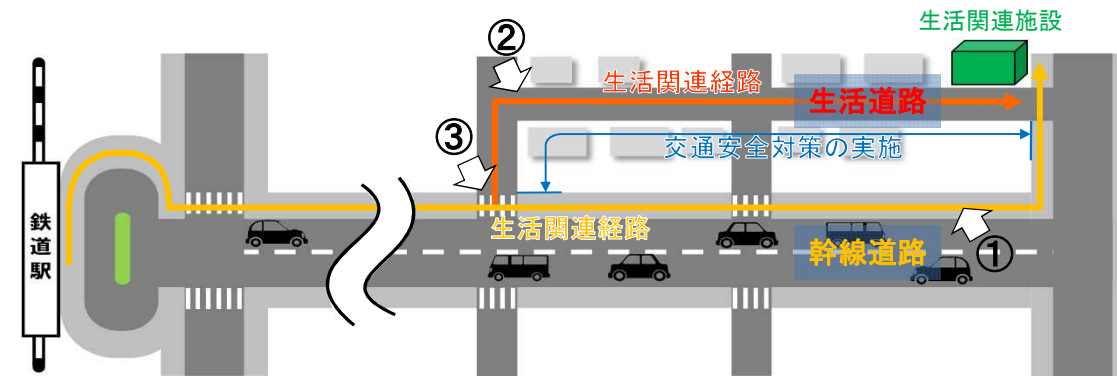 生活関連施設
②
生活関連経路
生活道路
③
交通安全対策の実施
鉄道駅
生活関連経路
幹線道路
①